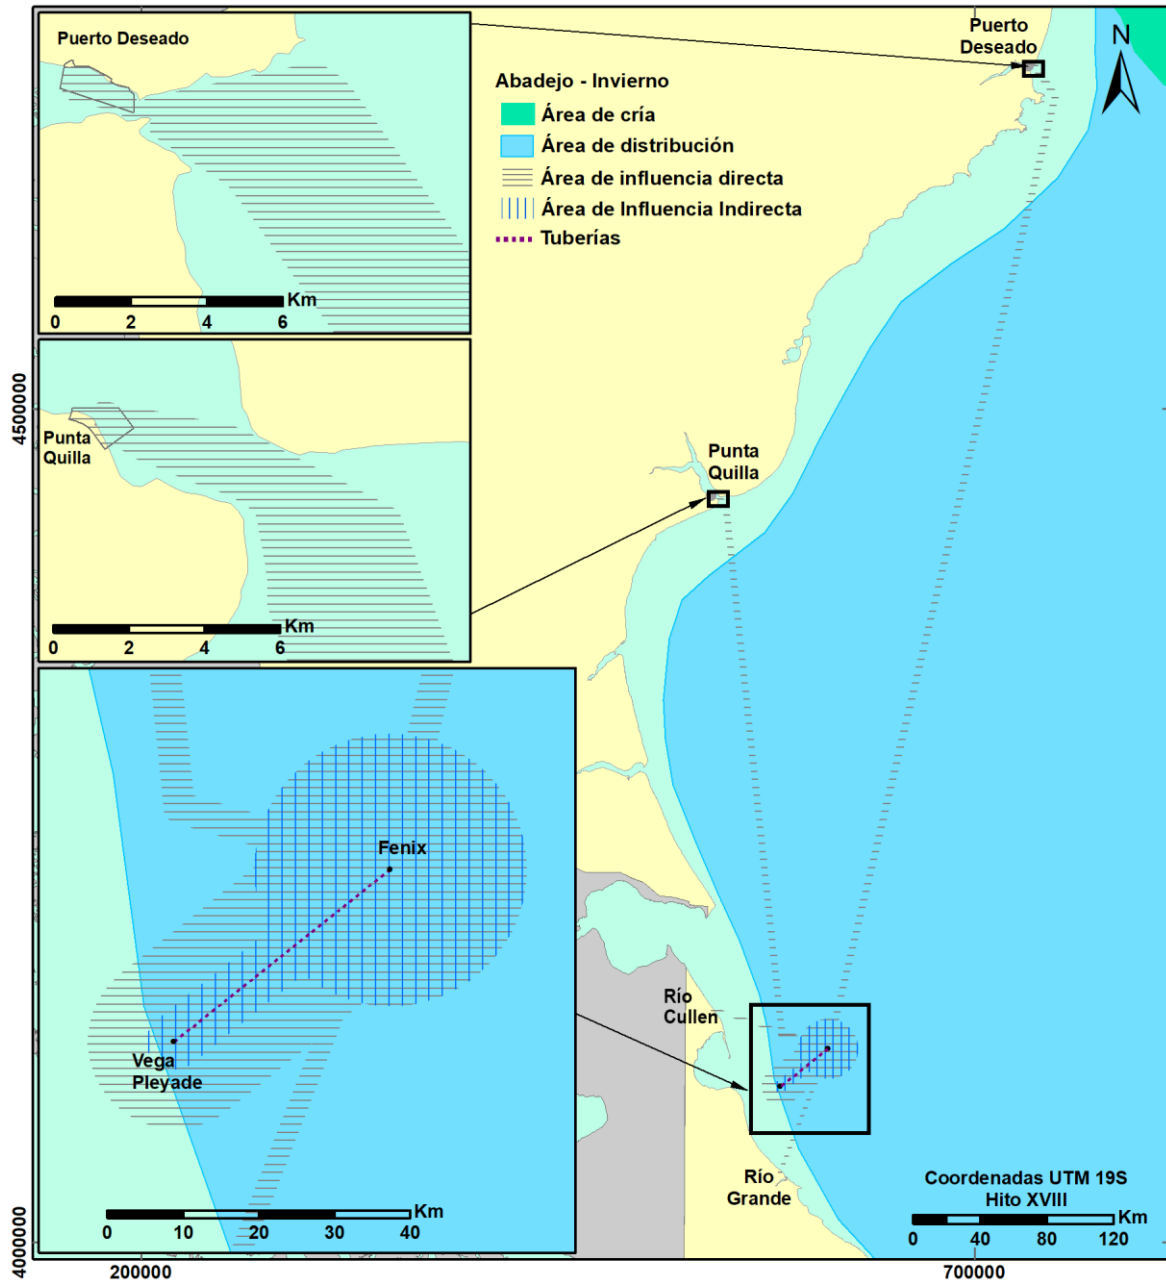 Puerto Deseado
Km
0 2 4 6
Punta
Quilla
Km
0 2 4 6
Fenix
Vega
Pleyade
Km
0 10 20 30 40
Abadejo - Invierno
Área de cría
Área de distribución
Área de influencia directa
Área de Influencia Indirecta
Tuberías
Puerto
Deseado
N
Punta
Quilla
Río
Cullen
Río
Grande
Coordenadas UTM 19S
Hito XVIII
Km
0 40 80 120
4500000
4000000
200000
700000